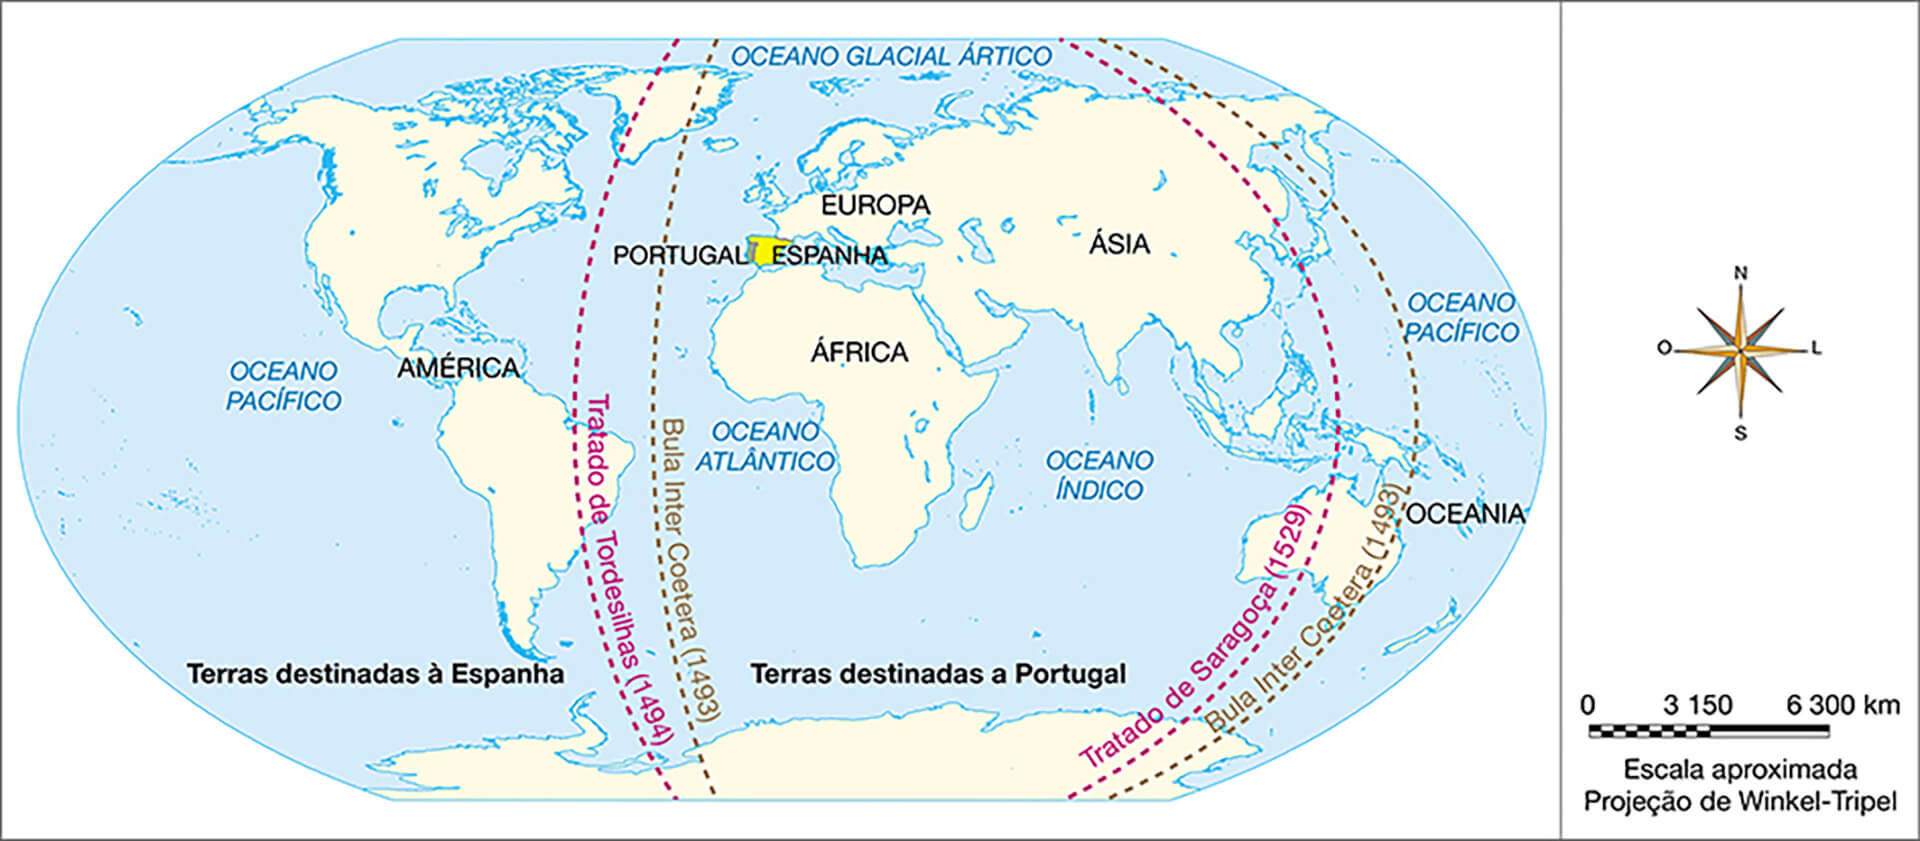 OCEANO GLACIAL ÁRTICO
EUROPA
ÁSIA
PORTUGAL
ESPANHA
OCEANO
PACÍFICO
ÁFRICA
AMÉRICA
OCEANO
PACÍFICO
OCEANO
ATLÂNTICO
OCEANO
ÍNDICO
OCEANIA
Tratado de Tordesilhas (1494)
Bula Inter Coetera (1493)
Tratado de Saragoça (1529)
Bula Inter Coetera (1493)
Terras destinadas à Espanha
Terras destinadas a Portugal
N
O
L
S
0 3 150 6 300 km
Escala aproximada
Projeção de Winkel-Tripel